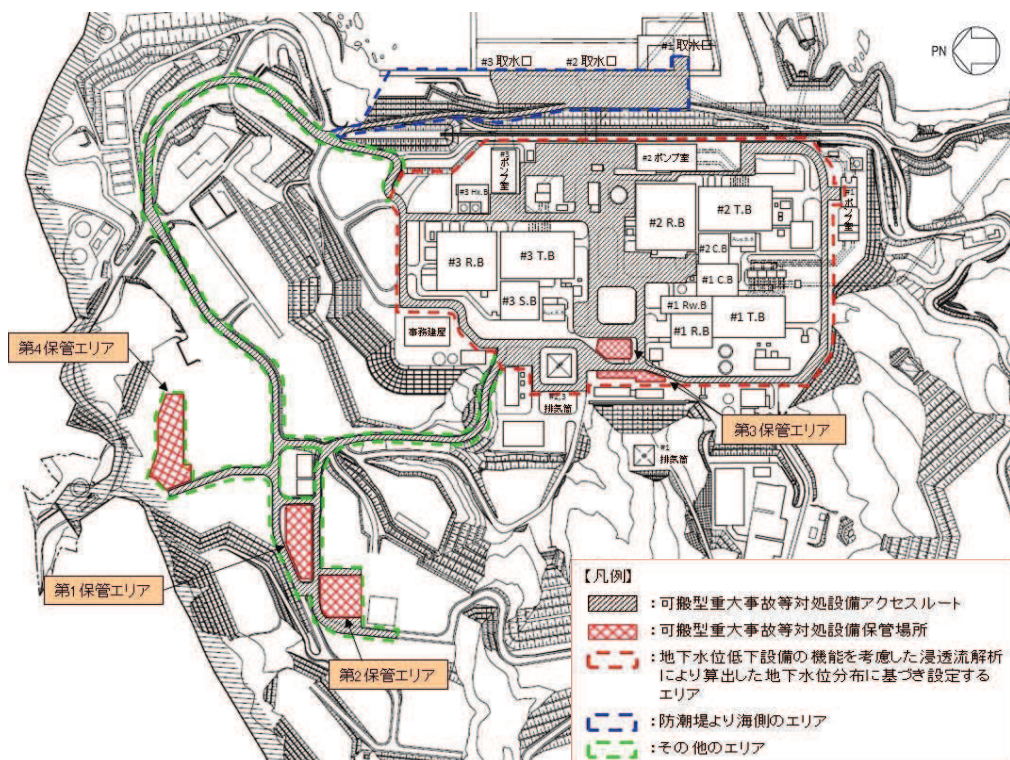 #1 取水口
#3 取水口
#2 取水口
PN
#3
ポンプ
室
#2 ポンプ室
#1
ポンプ
室
#3 Hx.B
#2 R.B
#2 T.B
#3 R.B
#3 T.B
#2 C.B
#1 C.B
#3 S.B
#1 Rw.B
#1 R.B
#1 T.B
事務建屋
第4保管エリア
#2,3
排気筒
第3保管エリア
#1
排気筒
第1保管エリア
第2保管エリア
【凡例】
:可搬型重大事故等対処設備アクセスルート
:可搬型重大事故等対処設備保管場所
:地下水位低下設備の機能を考慮した浸透流解析
により算出した地下水位分布に基づき設定する
エリア
:防潮堤より海側のエリア
:その他のエリア